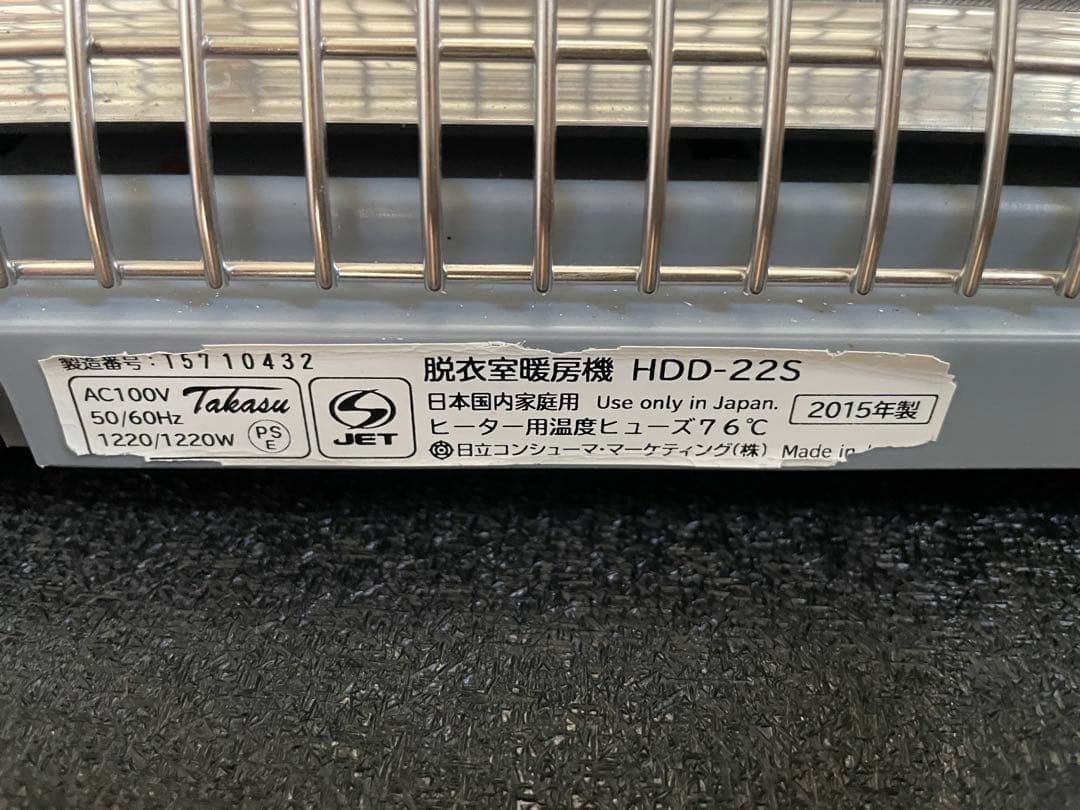 製造番号:15710432
AC100V
50/60Hz
1220/1220W
Takasu
PS
E
JET
脱衣室暖房機 HDD-22S
日本国内家庭用 Use only in Japan.
2015年製
ヒーター用温度ヒューズ76℃
日立コンシューマ・マーケティング(株) Made in